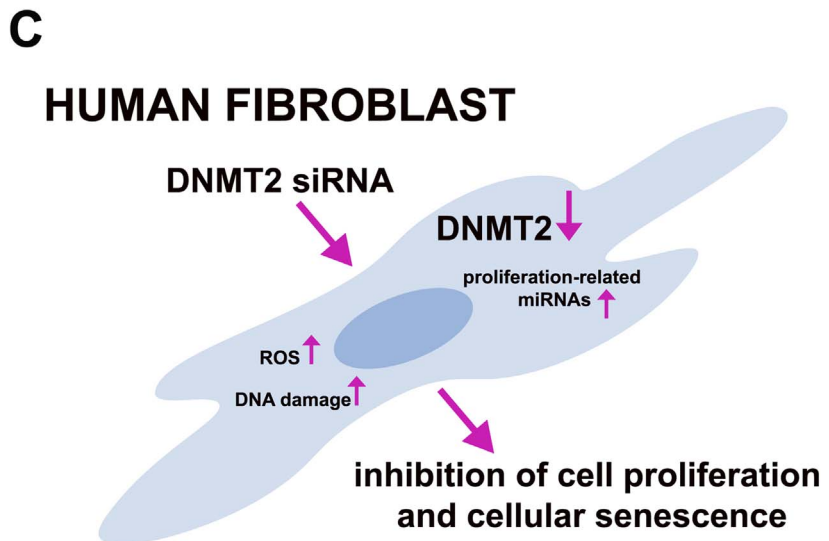 C
HUMAN FIBROBLAST
DNMT2 siRNA
DNMT2
proliferation-related
miRNAs
ROS
DNA damage
inhibition of cell proliferation
and cellular senescence